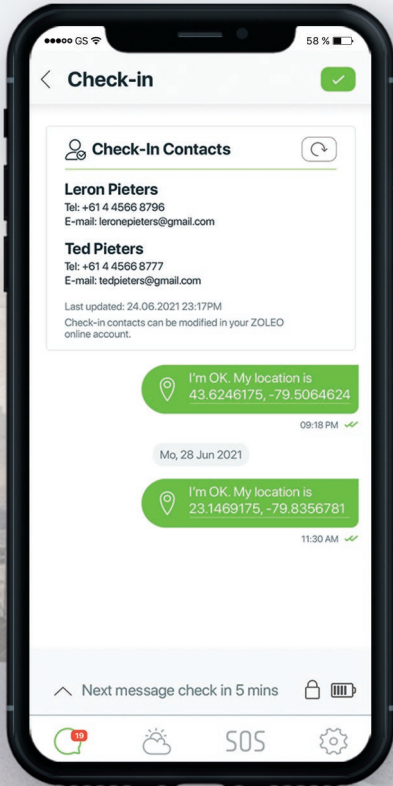 GS
58 %
Check-in
Check-In Contacts
Leron Pieters
Tel: +61 4 4566 8796
E-mail: leronepieters@gmail.com
Ted Pieters
Tel: +61 4 4566 8777
E-mail: tedpieters@gmail.com
Last updated: 24.06.2021 23:17PM
Check-in contacts can be modified in your ZOLEO
online account.
I'm OK. My location is
43.6246175, -79.5064624
09:18 PM
Mo, 28 Jun 2021
I'm OK. My location is
23.1469175, -79.8356781
11:30 AM
Next message check in 5 mins
19
SOS